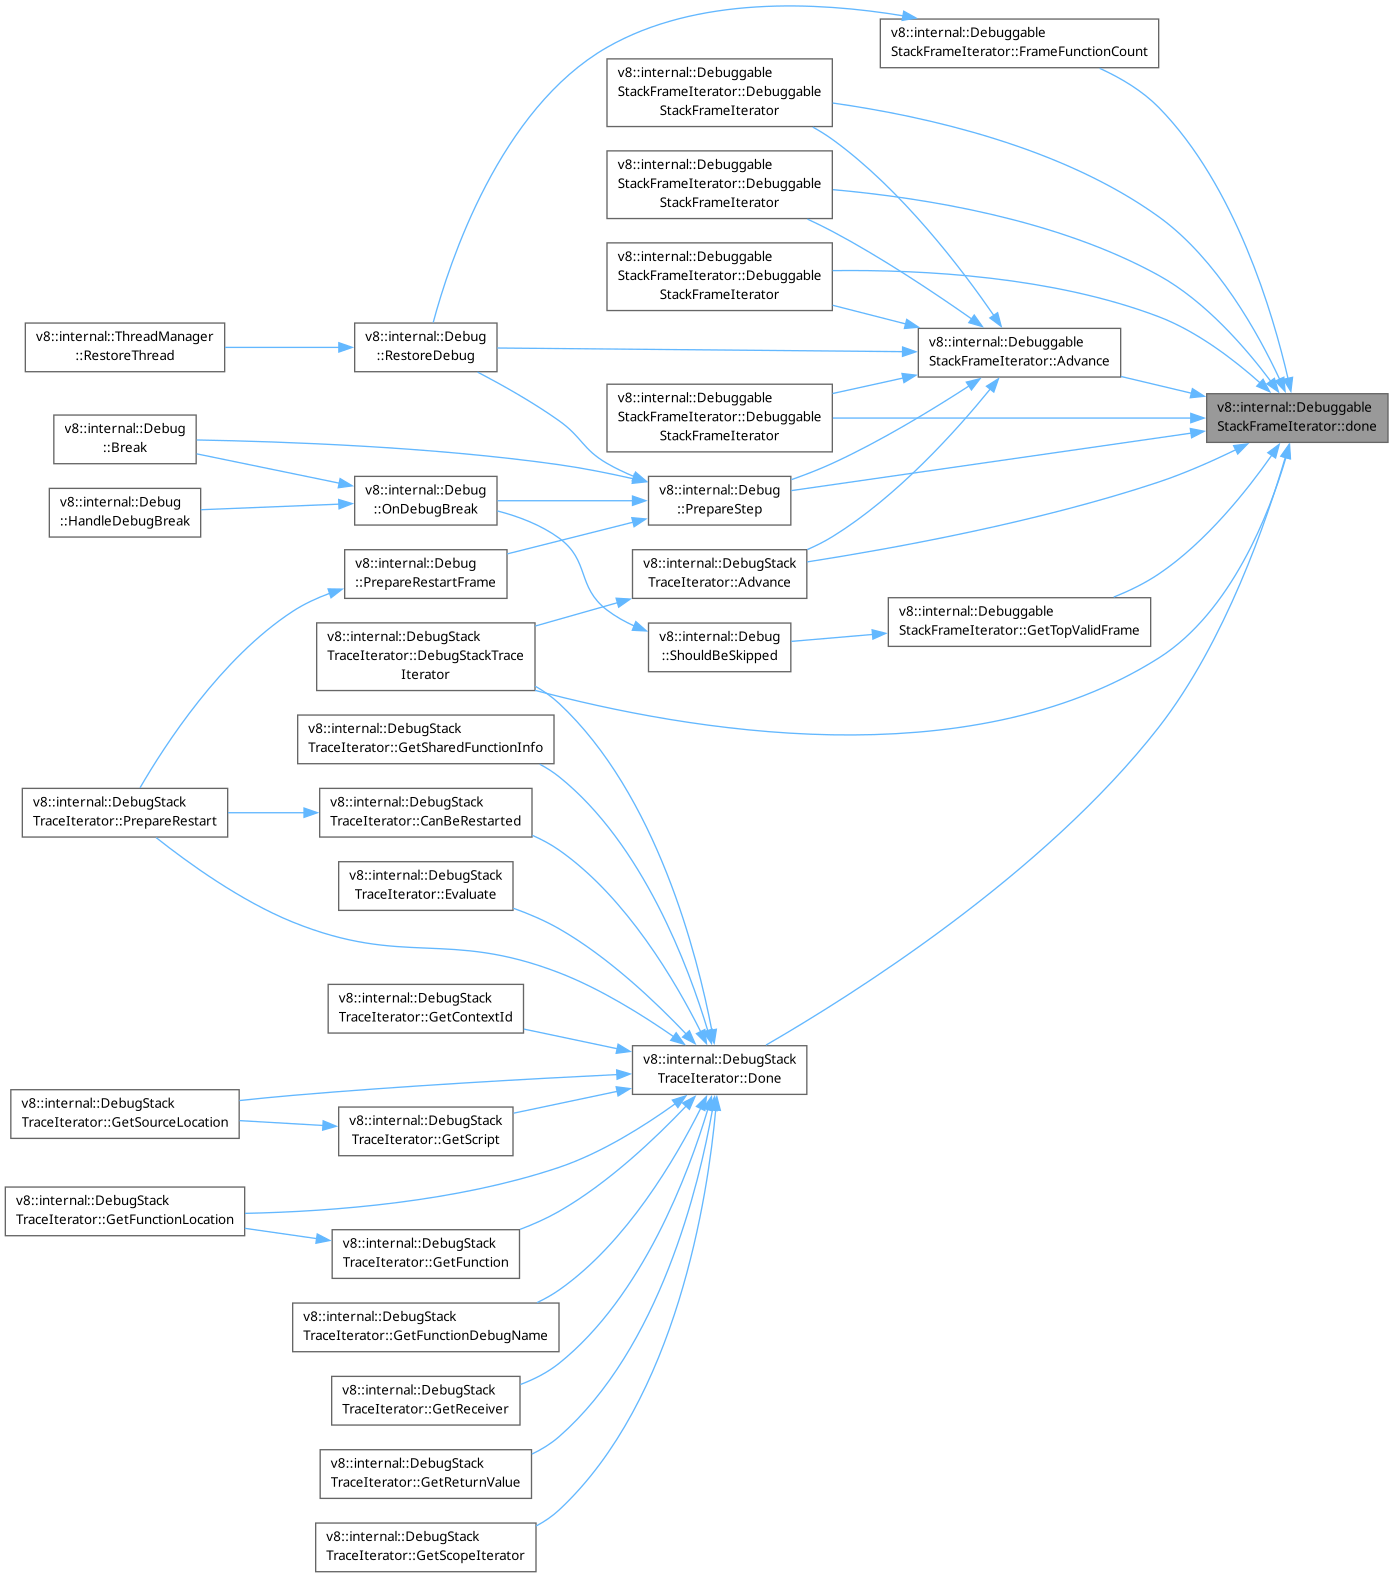 v8::internal::Debuggable
StackFrameIterator::FrameFunctionCount
v8::internal::Debuggable
StackFrameIterator::Debuggable
StackFrameIterator
v8::internal::Debuggable
StackFrameIterator::Debuggable
StackFrameIterator
v8::internal::Debuggable
StackFrameIterator::Debuggable
StackFrameIterator
v8::internal::ThreadManager
::RestoreThread
v8::internal::Debug
::RestoreDebug
v8::internal::Debuggable
StackFrameIterator::Advance
v8::internal::Debuggable
StackFrameIterator::Debuggable
StackFrameIterator
v8::internal::Debuggable
StackFrameIterator::done
v8::internal::Debug
::Break
v8::internal::Debug
::HandleDebugBreak
v8::internal::Debug
::OnDebugBreak
v8::internal::Debug
::PrepareStep
v8::internal::Debug
::PrepareRestartFrame
v8::internal::DebugStack
TraceIterator::Advance
v8::internal::Debuggable
StackFrameIterator::GetTopValidFrame
v8::internal::DebugStack
TraceIterator::DebugStackTrace
Iterator
v8::internal::Debug
::ShouldBeSkipped
v8::internal::DebugStack
TraceIterator::GetSharedFunctionInfo
v8::internal::DebugStack
TraceIterator::PrepareRestart
v8::internal::DebugStack
TraceIterator::CanBeRestarted
v8::internal::DebugStack
TraceIterator::Evaluate
v8::internal::DebugStack
TraceIterator::GetContextId
v8::internal::DebugStack
TraceIterator::Done
v8::internal::DebugStack
TraceIterator::GetSourceLocation
v8::internal::DebugStack
TraceIterator::GetScript
v8::internal::DebugStack
TraceIterator::GetFunctionLocation
v8::internal::DebugStack
TraceIterator::GetFunction
v8::internal::DebugStack
TraceIterator::GetFunctionDebugName
v8::internal::DebugStack
TraceIterator::GetReceiver
v8::internal::DebugStack
TraceIterator::GetReturnValue
v8::internal::DebugStack
TraceIterator::GetScopeIterator